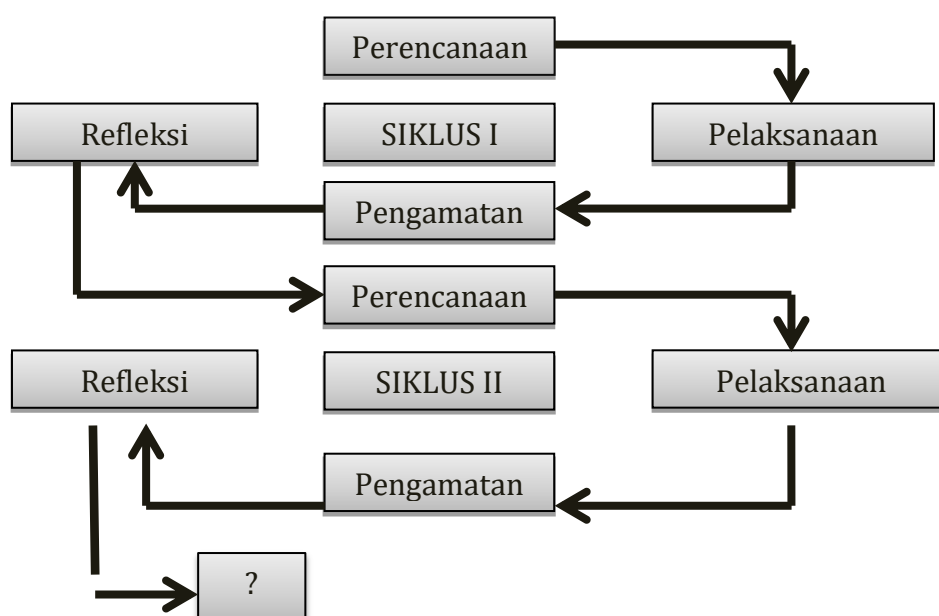 Perencanaan
Refleksi
SIKLUS I
Pelaksanaan
Pengamatan
Perencanaan
Refleksi
SIKLUS II
Pelaksanaan
Pengamatan
?